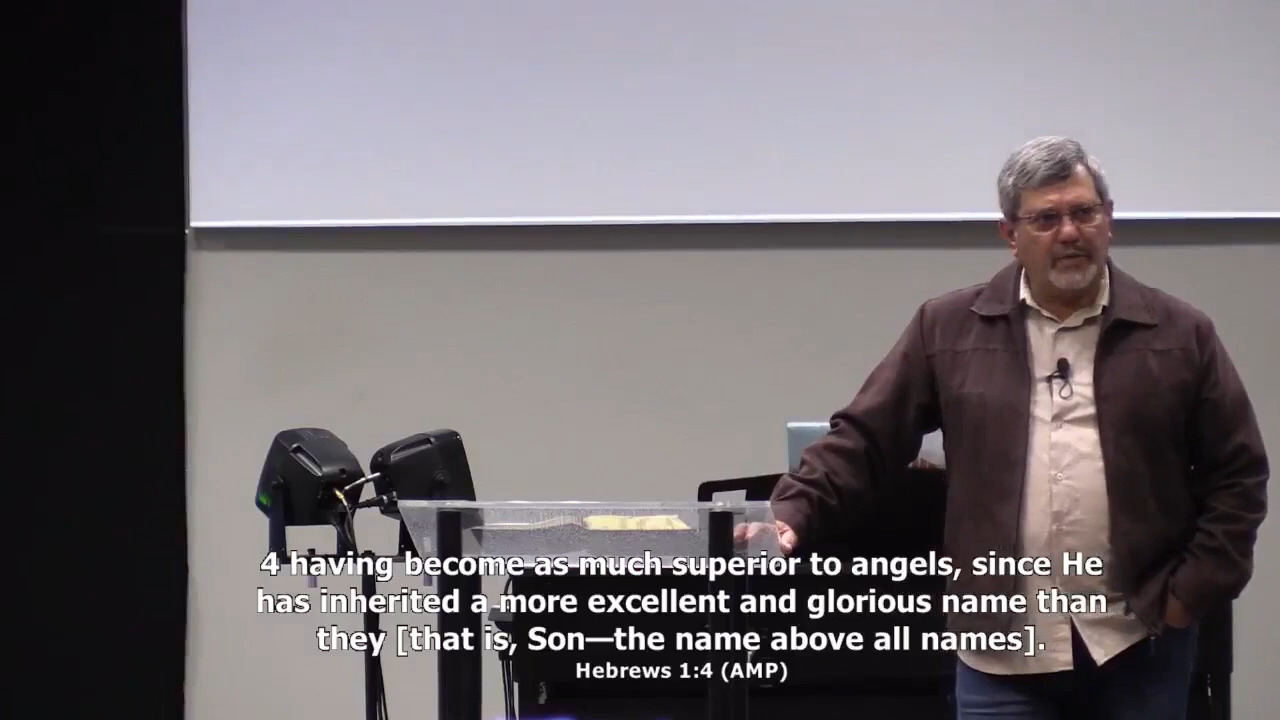 4 having become as much superior to angels, since He
has inherited a more excellent and glorious name than
they [that is, Son—the name above all names].
Hebrews 1:4 (AMP)